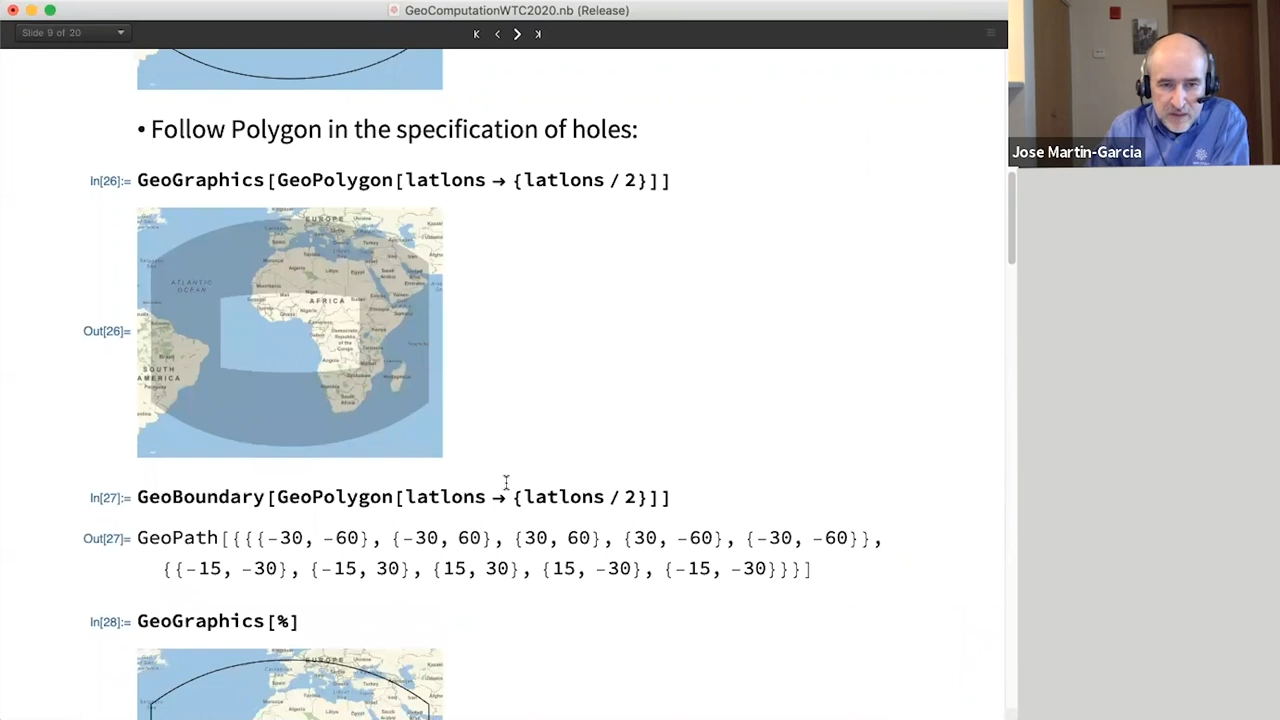 GeoComputationWTC2020.nb (Release)
Slide 9 of 20
• Follow Polygon in the specification of holes:
In[26]:= GeoGraphics[GeoPolygon[latlons → {latlons / 2}]]
EUROPE
ATLANTIC
OCEAN
AFRICA
SOUTH
AMERICA
Out[26]=
In[27]:= GeoBoundary[GeoPolygon[latlons → {latlons / 2}]]
Out[27]= GeoPath[{{{-30, -60}, {-30, 60}, {30, 60}, {30, -60}, {-30, -60}},
{{-15, -30}, {-15, 30}, {15, 30}, {15, -30}, {-15, -30}}}]
In[28]:= GeoGraphics[%]
EUROPE
Jose Martin-Garcia